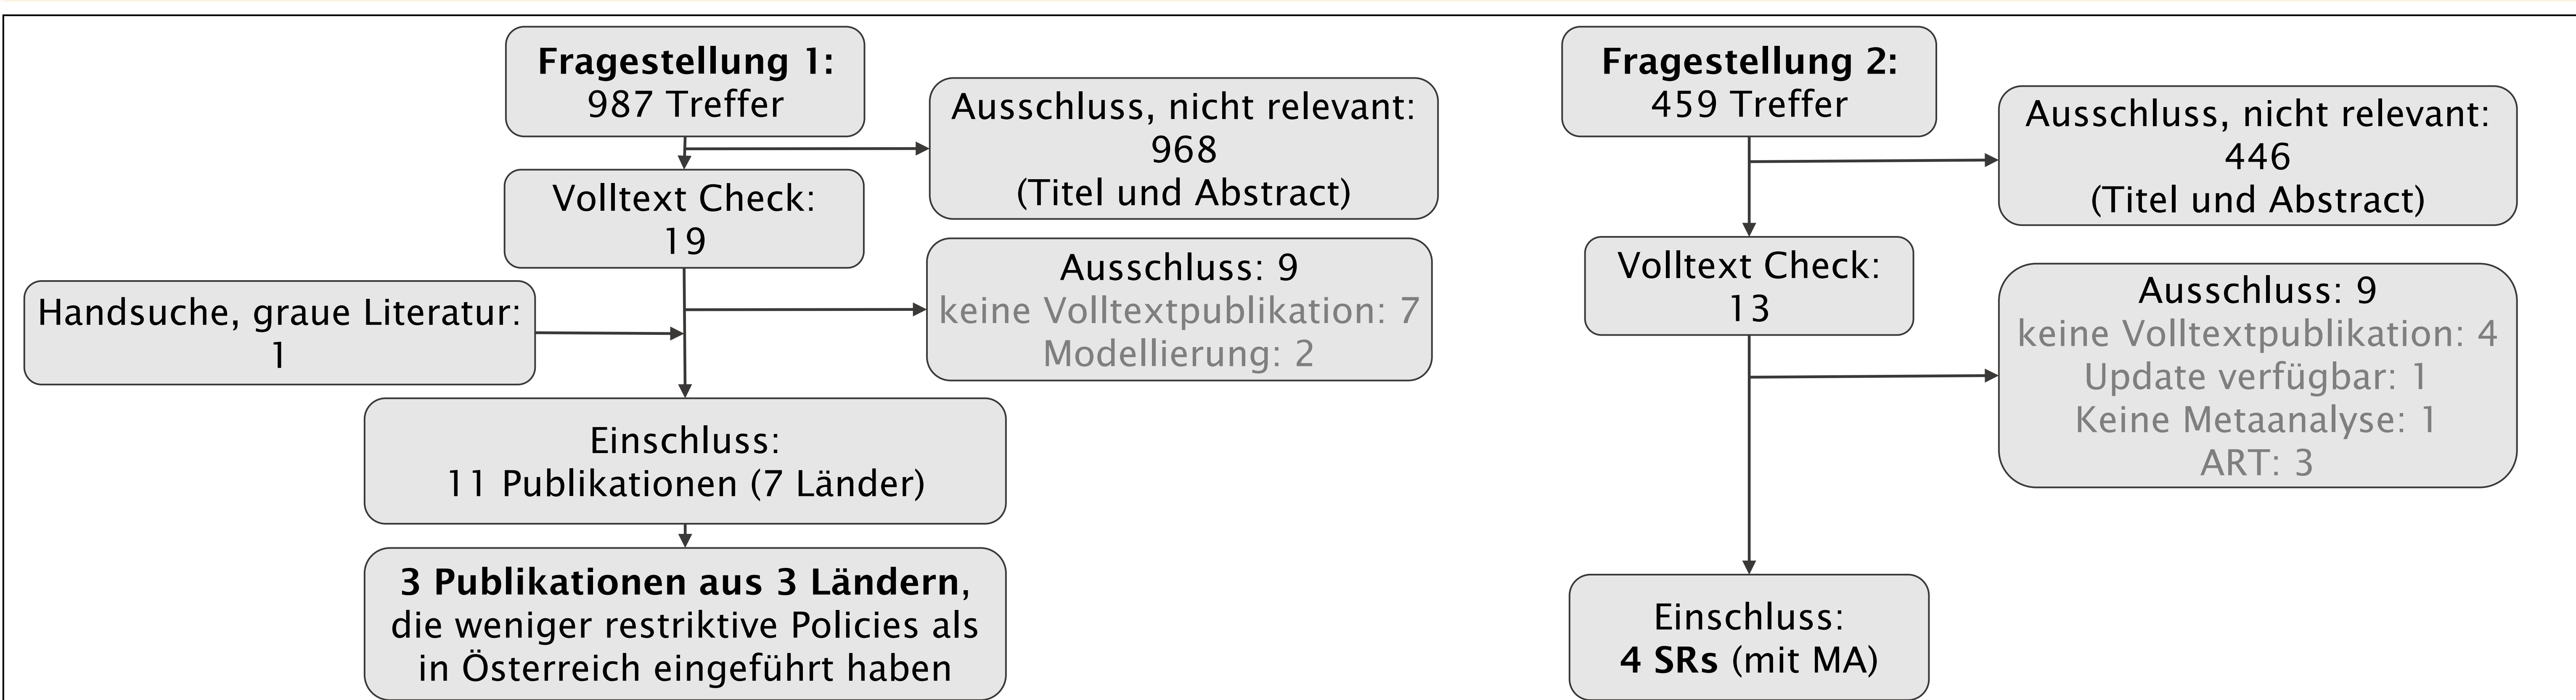 Fragestellung 1:
987 Treffer
Ausschluss, nicht relevant:
968
(Titel und Abstract)
Volltext Check:
19
Ausschluss: 9
keine Volltextpublikation: 7
Modellierung: 2
Handsuche, graue Literatur:
1
Einschluss:
11 Publikationen (7 Länder)
3 Publikationen aus 3 Ländern,
die weniger restriktive Policies als
in Österreich eingeführt haben
Fragestellung 2:
459 Treffer
Ausschluss, nicht relevant:
446
(Titel und Abstract)
Volltext Check:
13
Ausschluss: 9
keine Volltextpublikation: 4
Update verfügbar: 1
Keine Metaanalyse: 1
ART: 3
Einschluss:
4 SRs (mit MA)